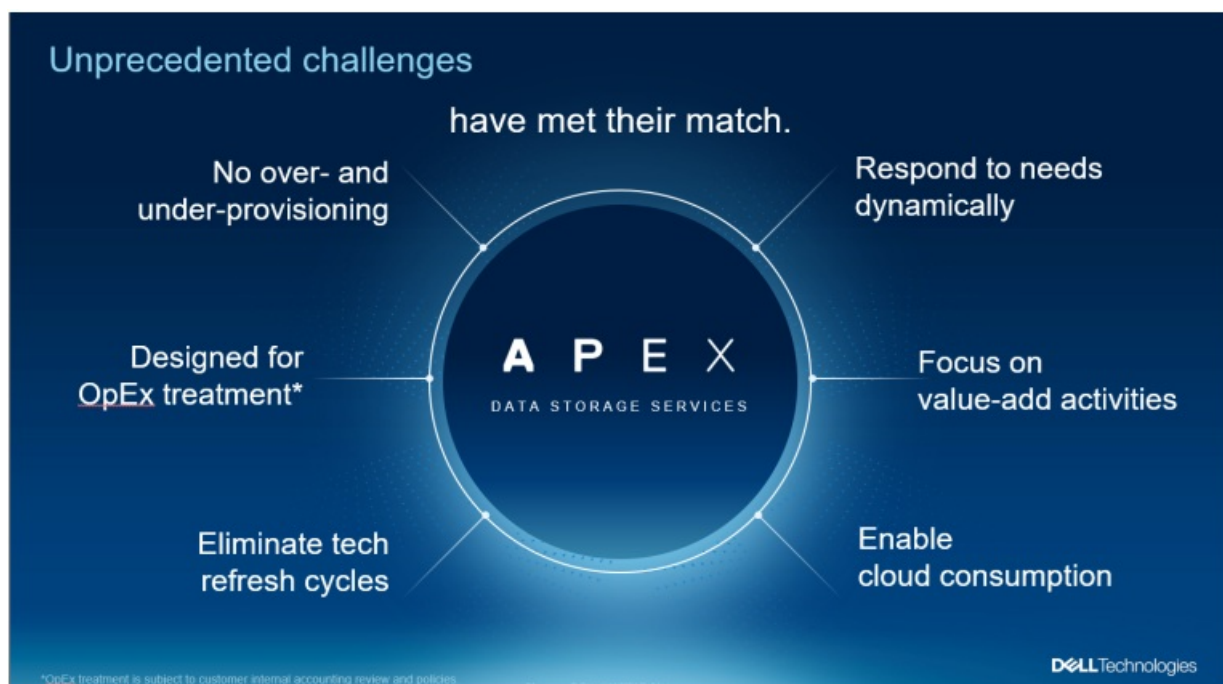 Unprecedented challenges
have met their match.
No over- and
under-provisioning
Respond to needs
dynamically
Designed for
OpEx treatment*
APEX
DATA STORAGE SERVICES
Focus on
value-add activities
Eliminate tech
refresh cycles
Enable
cloud consumption
*OpEx treatment is subject to customer internal accounting review and policies
DELLTechnologies